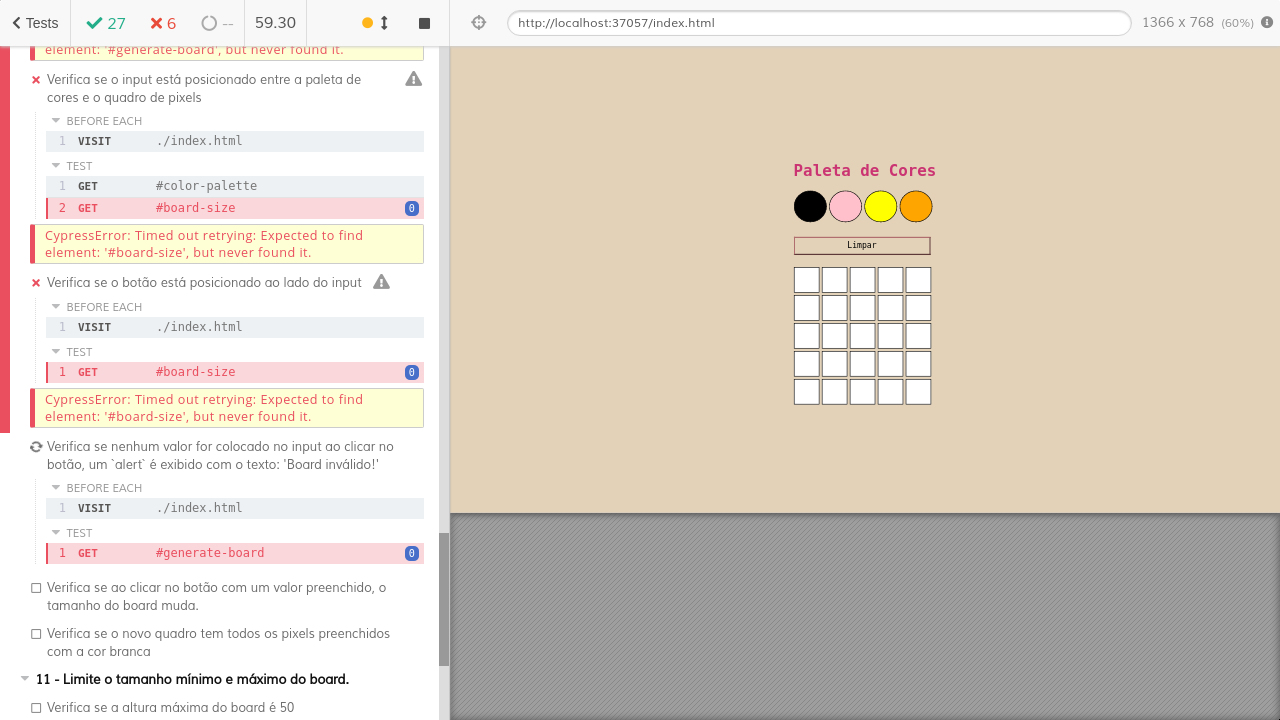 Tests
27
6
--
59.30
http://localhost:37057/index.html
1366 x 768 (60%)
element: '#generate-board', but never found it.
Verifica se o input está posicionado entre a paleta de
cores e o quadro de pixels
BEFORE EACH
1 VISIT ./index.html
TEST
1 GET #color-palette
2 GET #board-size 0
CypressError: Timed out retrying: Expected to find
element: '#board-size', but never found it.
Verifica se o botão está posicionado ao lado do input
BEFORE EACH
1 VISIT ./index.html
TEST
1 GET #board-size 0
CypressError: Timed out retrying: Expected to find
element: '#board-size', but never found it.
Verifica se nenhum valor for colocado no input ao clicar no
botão, um `alert` é exibido com o texto: 'Board inválido!'
BEFORE EACH
1 VISIT ./index.html
TEST
1 GET #generate-board 0
Verifica se ao clicar no botão com um valor preenchido, o
tamanho do board muda.
Verifica se o novo quadro tem todos os pixels preenchidos
com a cor branca
11 - Limite o tamanho mínimo e máximo do board.
Verifica se a altura máxima do board é 50
Paleta de Cores
Limpar